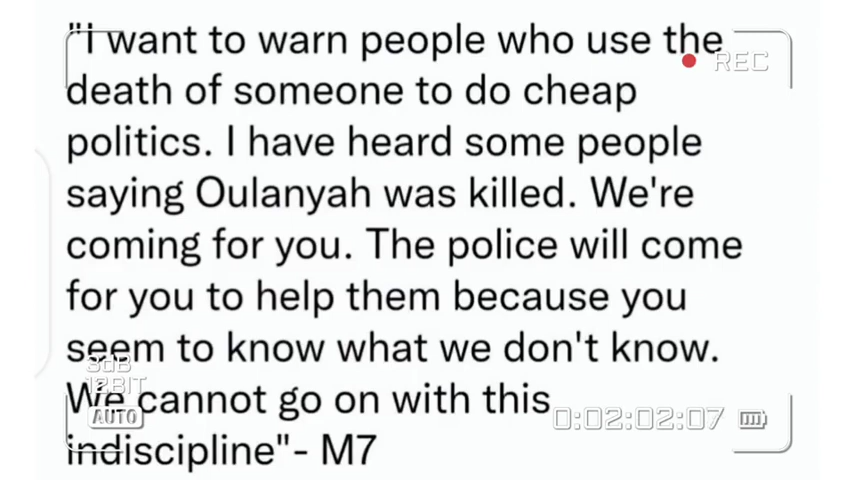 "I want to warn people who use the
REC
death of someone to do cheap
politics. I have heard some people
saying Oulanyah was killed. We're
coming for you. The police will come
for you to help them because you
seem to know what we don't know.
3dB
12BIT
We cannot go on with this
AUTO
0:02:02:07
indiscipline"- M7